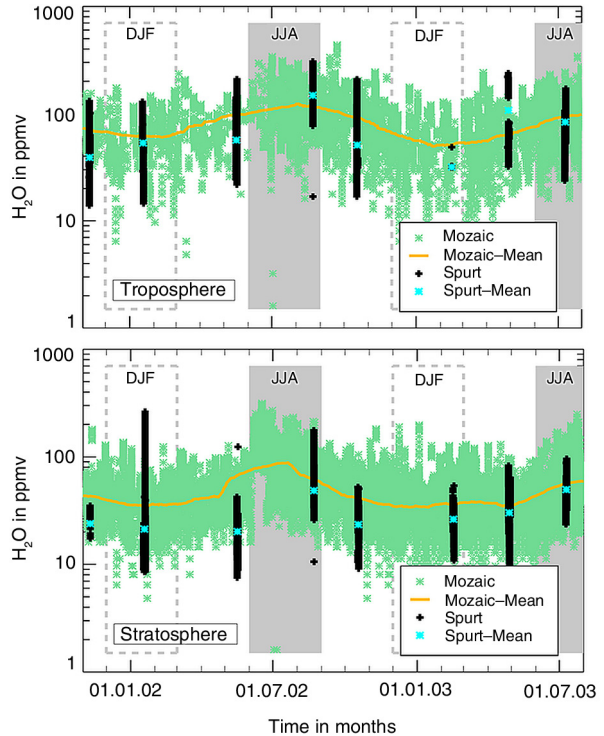 1000
100
10
1
H₂O in ppmv
DJF
JJA
DJF
JJA
Mozaic
Mozaic–Mean
Spurt
Spurt–Mean
Troposphere
1000
100
10
1
H₂O in ppmv
DJF
JJA
DJF
JJA
Mozaic
Mozaic–Mean
Spurt
Spurt–Mean
Stratosphere
01.01.02
01.07.02
01.01.03
01.07.03
Time in months